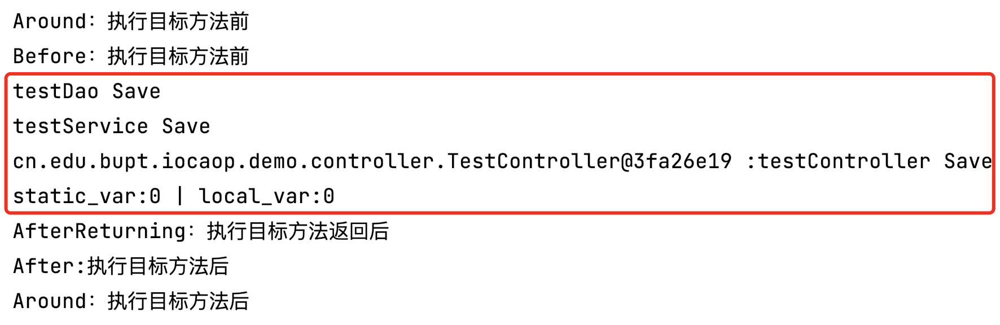 Around: 执行目标方法前
Before: 执行目标方法前
testDao Save
testService Save
cn.edu.bupt.iocaop.demo.controller.TestController@3fa26e19 :testController Save
static_var:0 | local_var:0
AfterReturning: 执行目标方法返回后
After:执行目标方法后
Around: 执行目标方法后